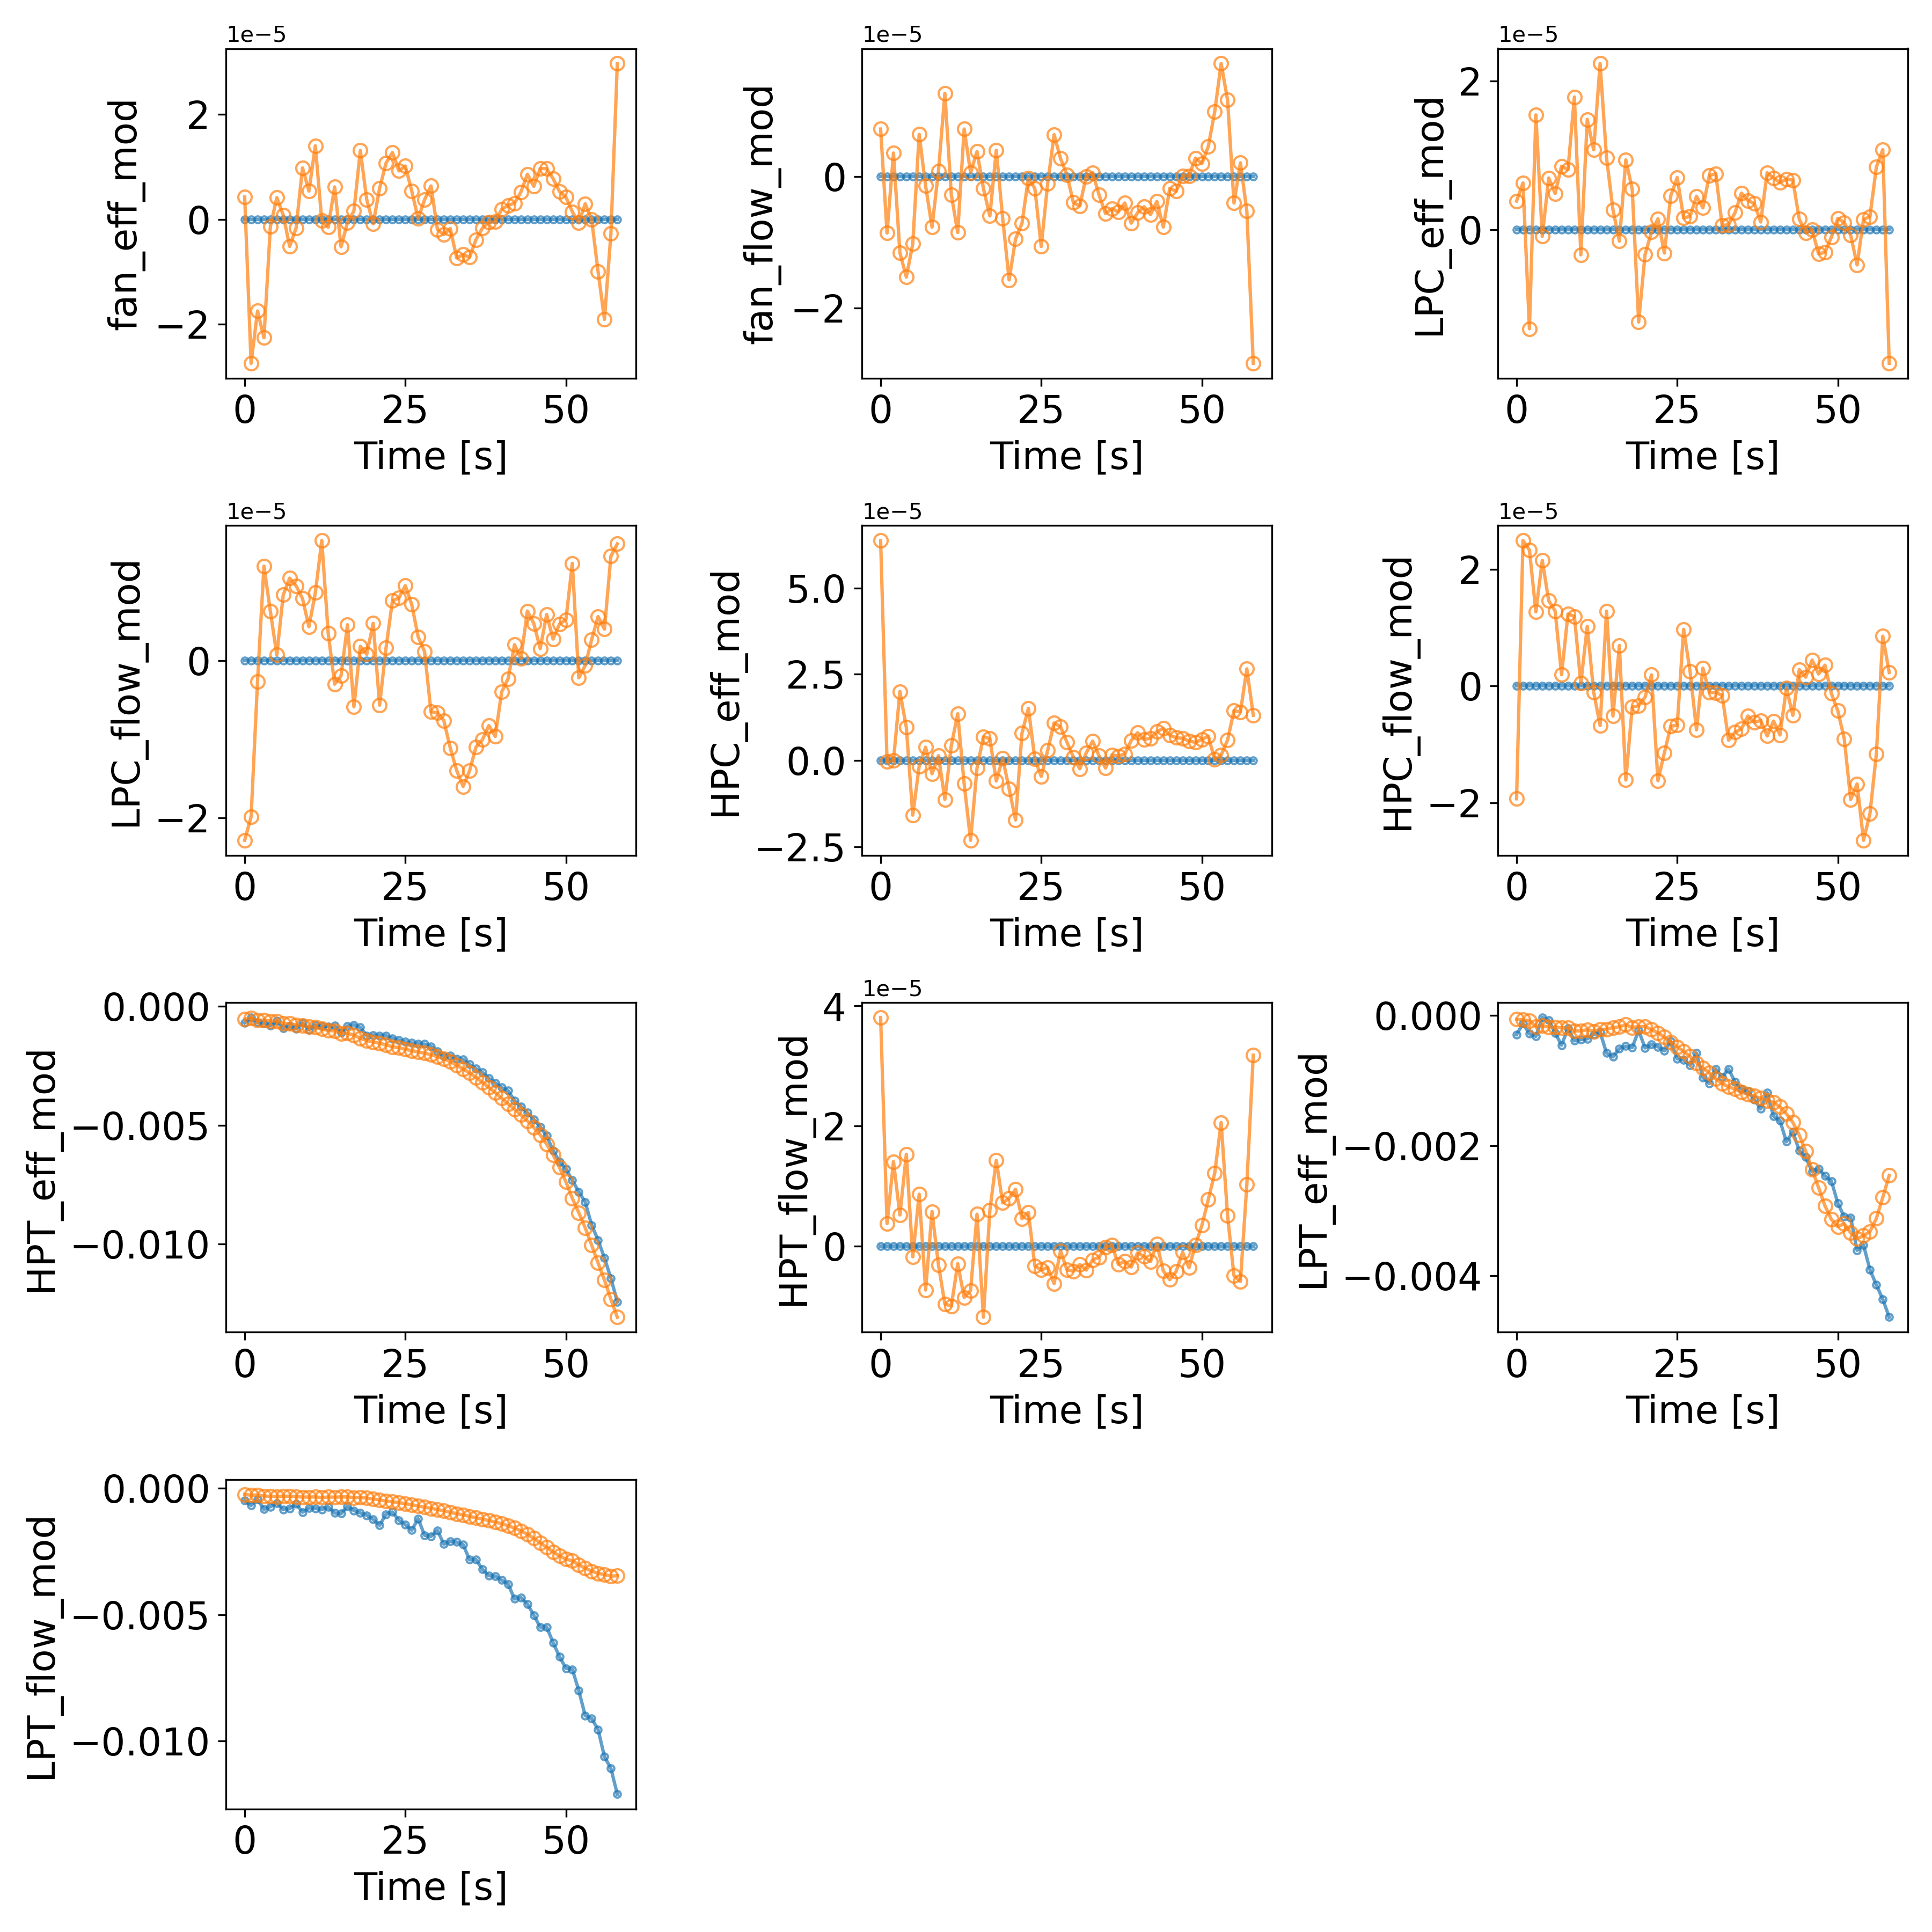 1e−5
fan_eff_mod
2
0
−2
0 25 50
Time [s]
1e−5
fan_flow_mod
0
−2
0 25 50
Time [s]
1e−5
LPC_eff_mod
2
0
0 25 50
Time [s]
1e−5
LPC_flow_mod
0
−2
0 25 50
Time [s]
1e−5
HPC_eff_mod
5.0
2.5
0.0
−2.5
0 25 50
Time [s]
1e−5
HPC_flow_mod
2
0
−2
0 25 50
Time [s]
HPT_eff_mod
0.000
−0.005
−0.010
0 25 50
Time [s]
1e−5
HPT_flow_mod
4
2
0
0 25 50
Time [s]
LPT_eff_mod
0.000
−0.002
−0.004
0 25 50
Time [s]
LPT_flow_mod
0.000
−0.005
−0.010
0 25 50
Time [s]